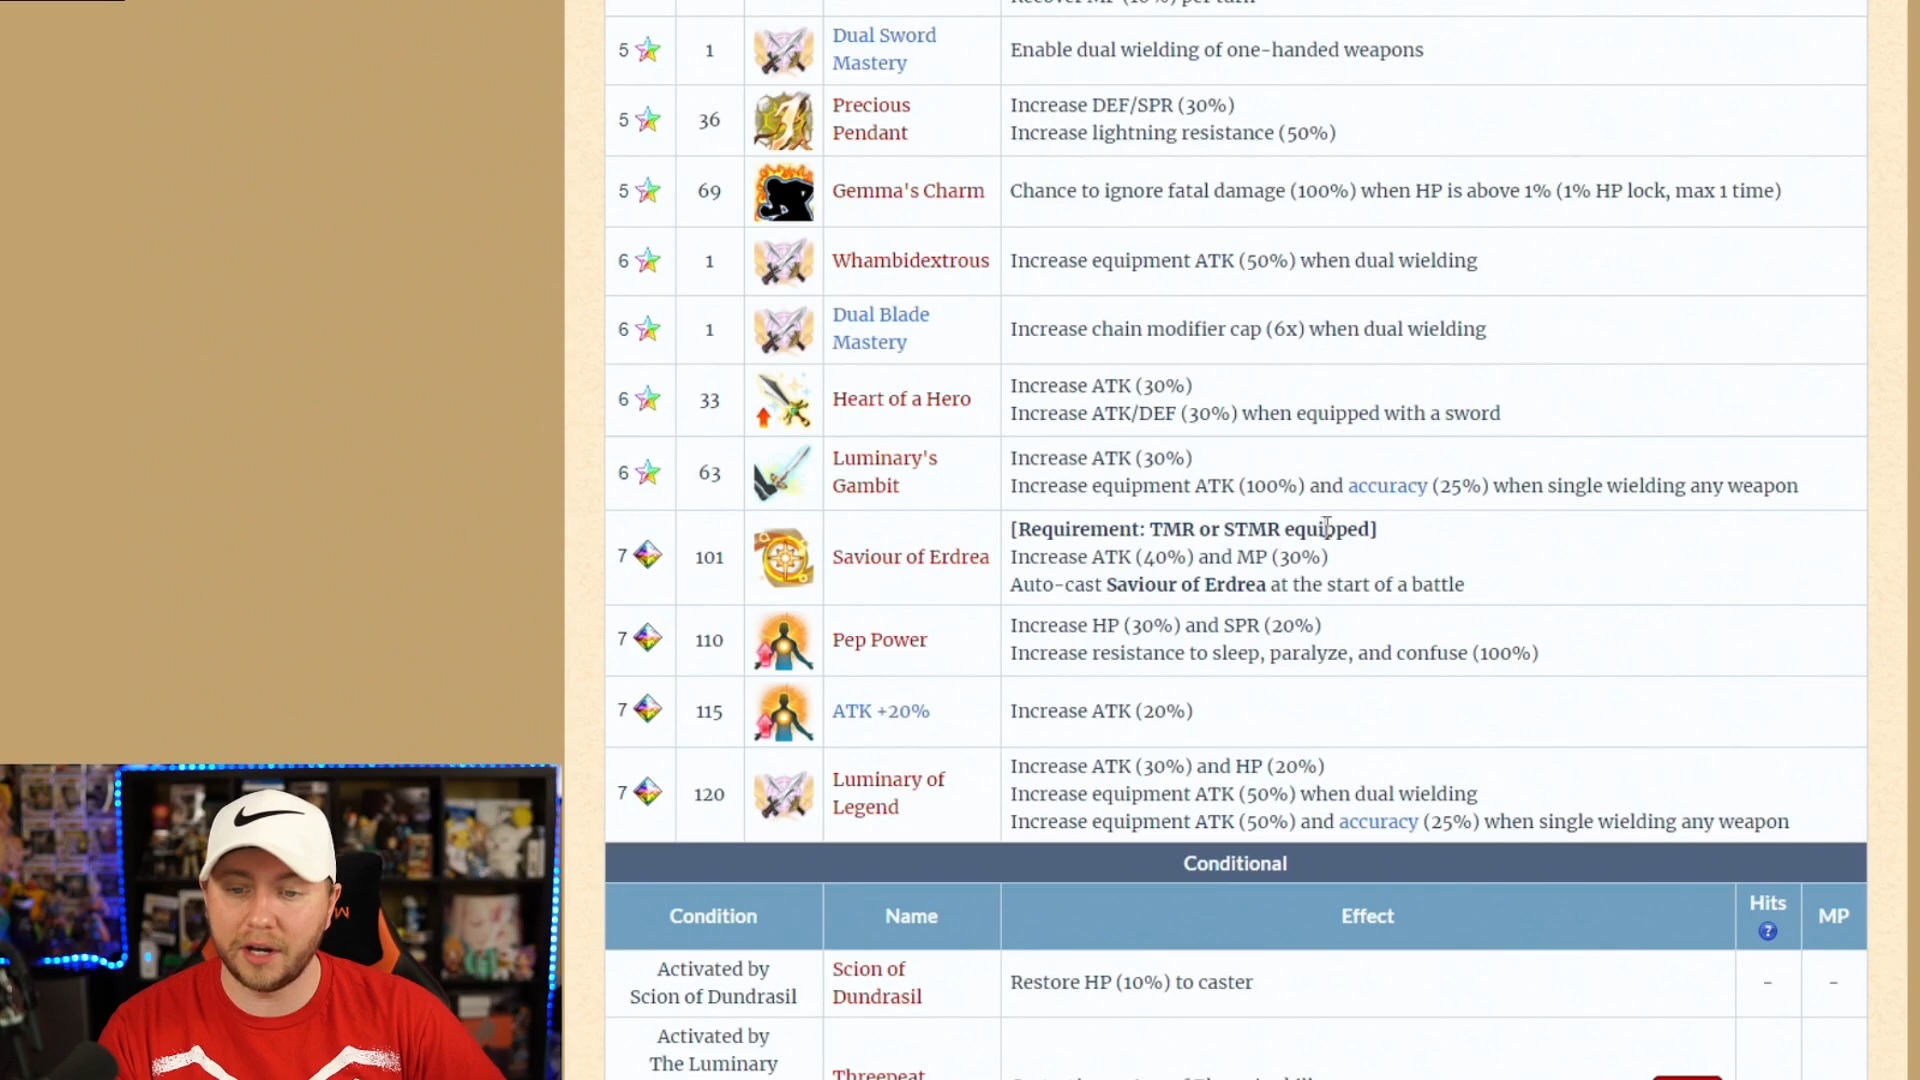 5 1 Dual Sword Mastery Enable dual wielding of one-handed weapons
5 36 Precious Pendant Increase DEF/SPR (30%)
Increase lightning resistance (50%)
5 69 Gemma's Charm Chance to ignore fatal damage (100%) when HP is above 1% (1% HP lock, max 1 time)
6 1 Whambidextrous Increase equipment ATK (50%) when dual wielding
6 1 Dual Blade Mastery Increase chain modifier cap (6x) when dual wielding
6 33 Heart of a Hero Increase ATK (30%)
Increase ATK/DEF (30%) when equipped with a sword
6 63 Luminary's Gambit Increase ATK (30%)
Increase equipment ATK (100%) and accuracy (25%) when single wielding any weapon
7 101 Saviour of Erdrea [Requirement: TMR or STMR equipped]
Increase ATK (40%) and MP (30%)
Auto-cast Saviour of Erdrea at the start of a battle
7 110 Pep Power Increase HP (30%) and SPR (20%)
Increase resistance to sleep, paralyze, and confuse (100%)
7 115 ATK +20% Increase ATK (20%)
7 120 Luminary of Legend Increase ATK (30%) and HP (20%)
Increase equipment ATK (50%) when dual wielding
Increase equipment ATK (50%) and accuracy (25%) when single wielding any weapon
Conditional
Condition Name Effect Hits ? MP
Activated by Scion of Dundrasil Scion of Dundrasil Restore HP (10%) to caster - -
Activated by
The Luminary
Threepeat